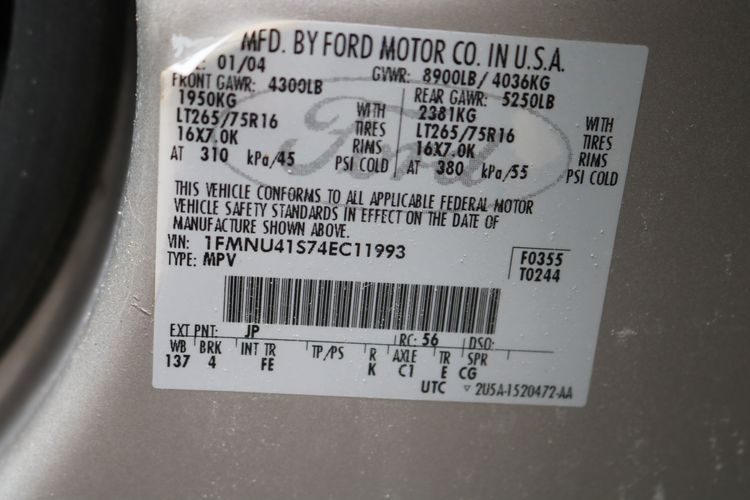 MFD. BY FORD MOTOR CO. IN U.S.A.
01/04 GVWR: 8900LB/ 4036KG
FRONT GAWR: 4300LB REAR GAWR: 5250LB
1950KG WITH 2381KG WITH
LT265/75R16 TIRES LT265/75R16 TIRES
16X7.0K RIMS 16X7.0K RIMS
AT 310 kPa/45 PSI COLD AT 380 kPa/55 PSI COLD
Ford
THIS VEHICLE CONFORMS TO ALL APPLICABLE FEDERAL MOTOR
VEHICLE SAFETY STANDARDS IN EFFECT ON THE DATE OF
MANUFACTURE SHOWN ABOVE.
VIN: 1FMNU41S74EC11993 F0355
TYPE: MPV T0244
EXT PNT: JP RC: 56 DSO:
WB BRK INT TR TP/PS R AXLE TR SPR
137 4 FE K C1 E CG
UTC ▽ 2U5A-1520472-AA